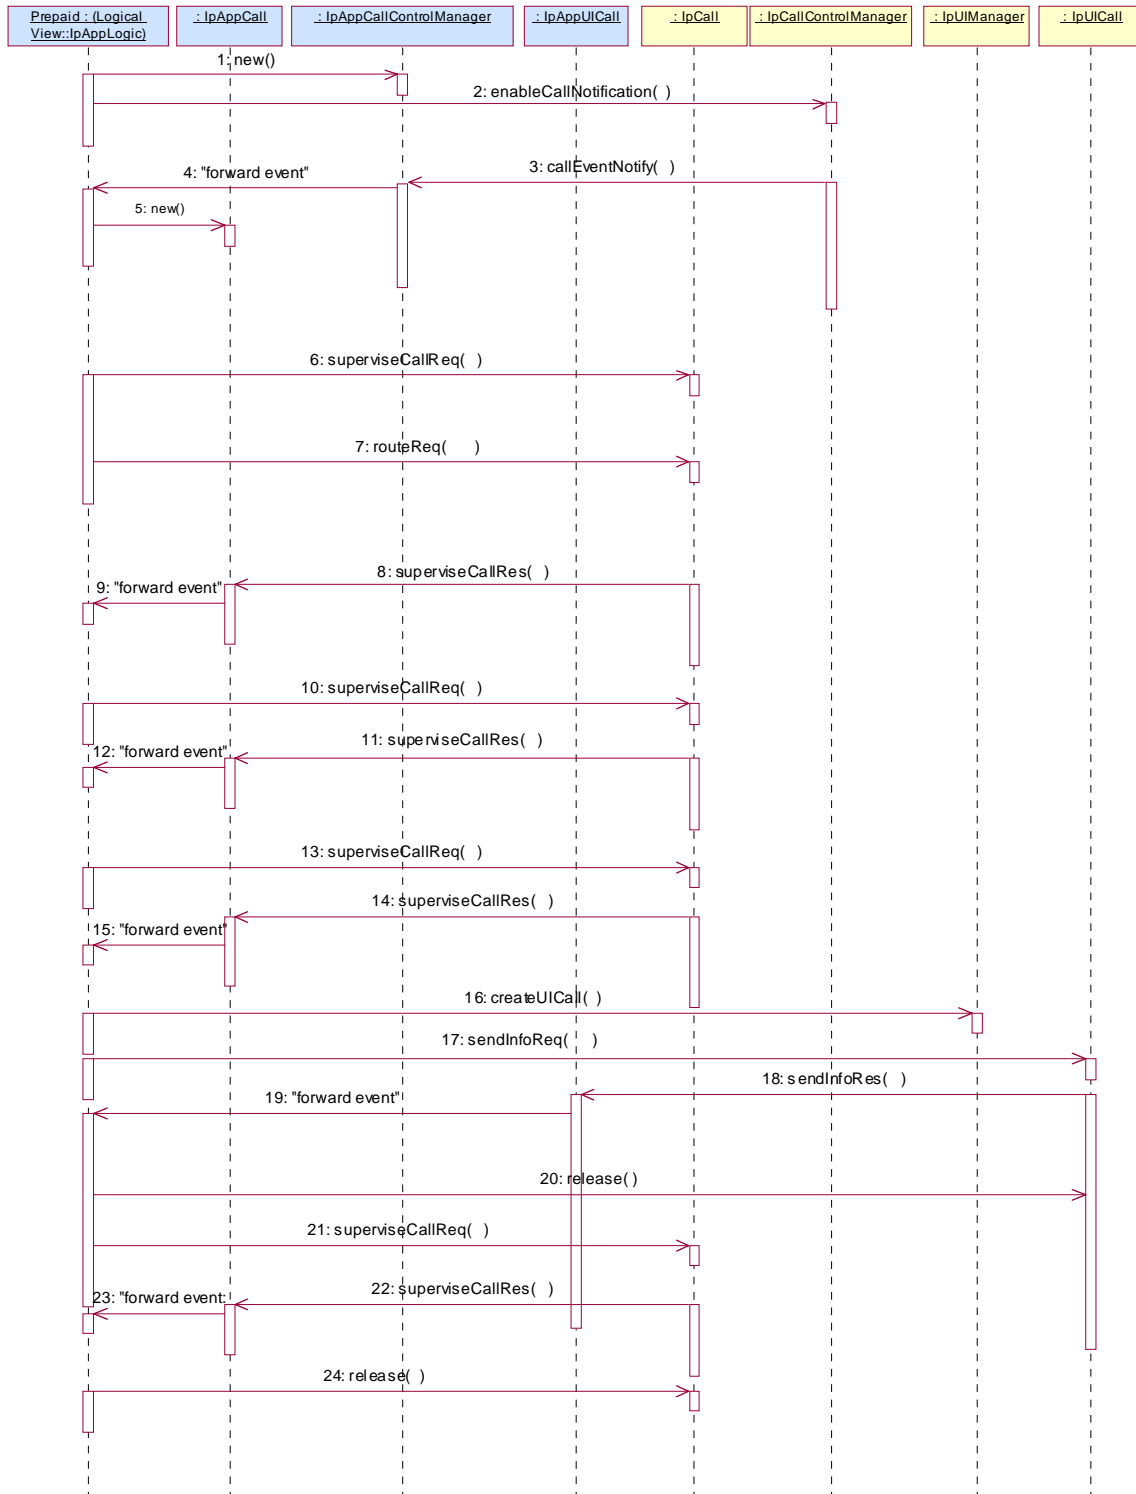 Prepaid : (Logical
View::IpAppLogic)
: IpAppCall
: IpAppCallControlManager
: IpAppUICall
: IpCall
: IpCallControlManager
: IpUIManager
: IpUICall
1: new()
2: enableCallNotification( )
3: callEventNotify( )
4: "forward event"
5: new()
6: superviseCallReq( )
7: routeReq( )
8: superviseCallRes( )
9: "forward event"
10: superviseCallReq( )
11: superviseCallRes( )
12: "forward event"
13: superviseCallReq( )
14: superviseCallRes( )
15: "forward event"
16: createUICall( )
17: sendInfoReq( )
18: sendInfoRes( )
19: "forward event"
20: release( )
21: superviseCallReq( )
22: superviseCallRes( )
23: "forward event:
24: release( )